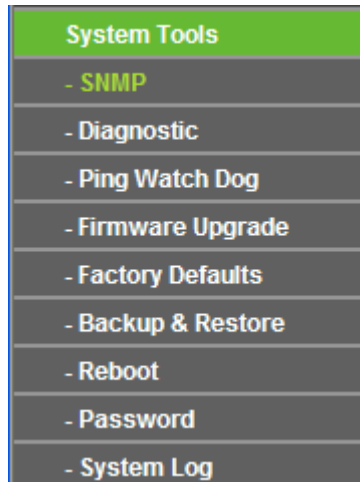 System Tools
- SNMP
- Diagnostic
- Ping Watch Dog
- Firmware Upgrade
- Factory Defaults
- Backup & Restore
- Reboot
- Password
- System Log